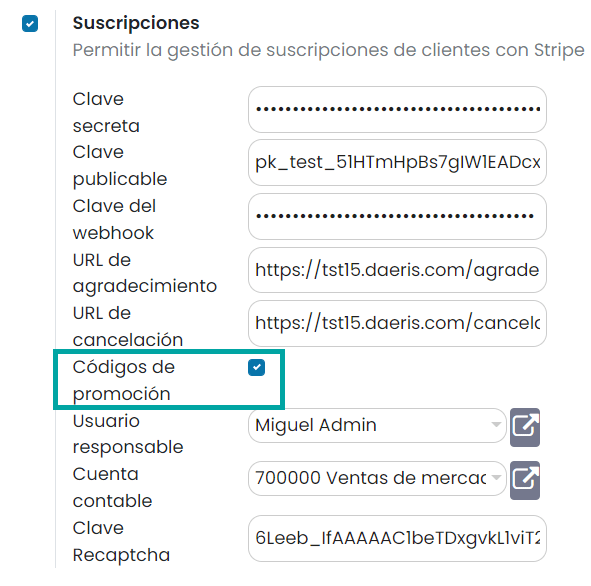 Suscripciones
Permitir la gestión de suscripciones de clientes con Stripe
Clave
secreta
••••••••••••••••••••••••••••••••••••••
Clave
publicable
pk_test_51HTmHpBs7gIW1EADcx
Clave del
webhook
••••••••••••••••••••••••••••••••••••••
URL de
agradecimiento
https://tst15.daeris.com/agrade
URL de
cancelación
https://tst15.daeris.com/cancela
Códigos de
promoción
Usuario
responsable
Miguel Admin
Cuenta
contable
700000 Ventas de mercad
Clave
Recaptcha
6Leeb_IfAAAAAC1beTDxgvkL1viT2